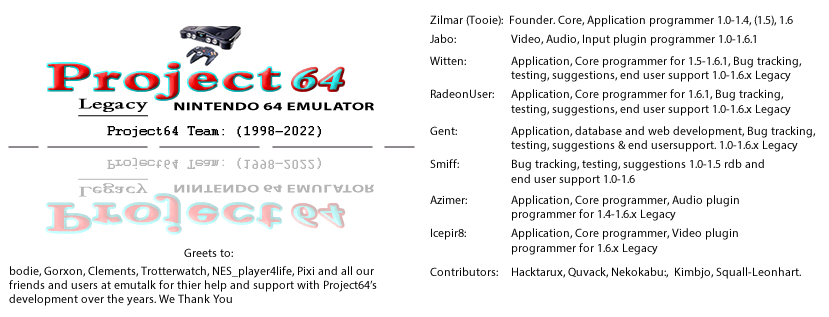 Project 64
Legacy NINTENDO 64 EMULATOR
Project64 Team: (1998-2022)
Project64 Team: (1998-2022)
Legacy NINTENDO 64 EMULATOR
Project 64
Greets to:
bodie, Gorxon, Clements, Trotterwatch, NES_player4life, Pixi and all our
friends and users at emutalk for thier help and support with Project64's
development over the years. We Thank You
Zilmar (Tooie): Founder. Core, Application programmer 1.0-1.4, (1.5), 1.6
Jabo: Video, Audio, Input plugin programmer 1.0-1.6.1
Witten: Application, Core programmer for 1.5-1.6.1, Bug tracking,
testing, suggestions, end user support 1.0-1.6.x Legacy
RadeonUser: Application, Core programmer for 1.6.1, Bug tracking,
testing, suggestions, end user support 1.0-1.6.x Legacy
Gent: Application, database and web development, Bug tracking,
testing, suggestions & end usersupport. 1.0-1.6.x Legacy
Smiff: Bug tracking, testing, suggestions 1.0-1.5 rdb and
end user support 1.0-1.6
Azimer: Application, Core programmer, Audio plugin
programmer for 1.4-1.6.x Legacy
Icepir8: Application, Core programmer, Video plugin
programmer for 1.6.x Legacy
Contributors: Hacktarux, Quvack, Nekokabu:, Kimbjo, Squall-Leonhart.